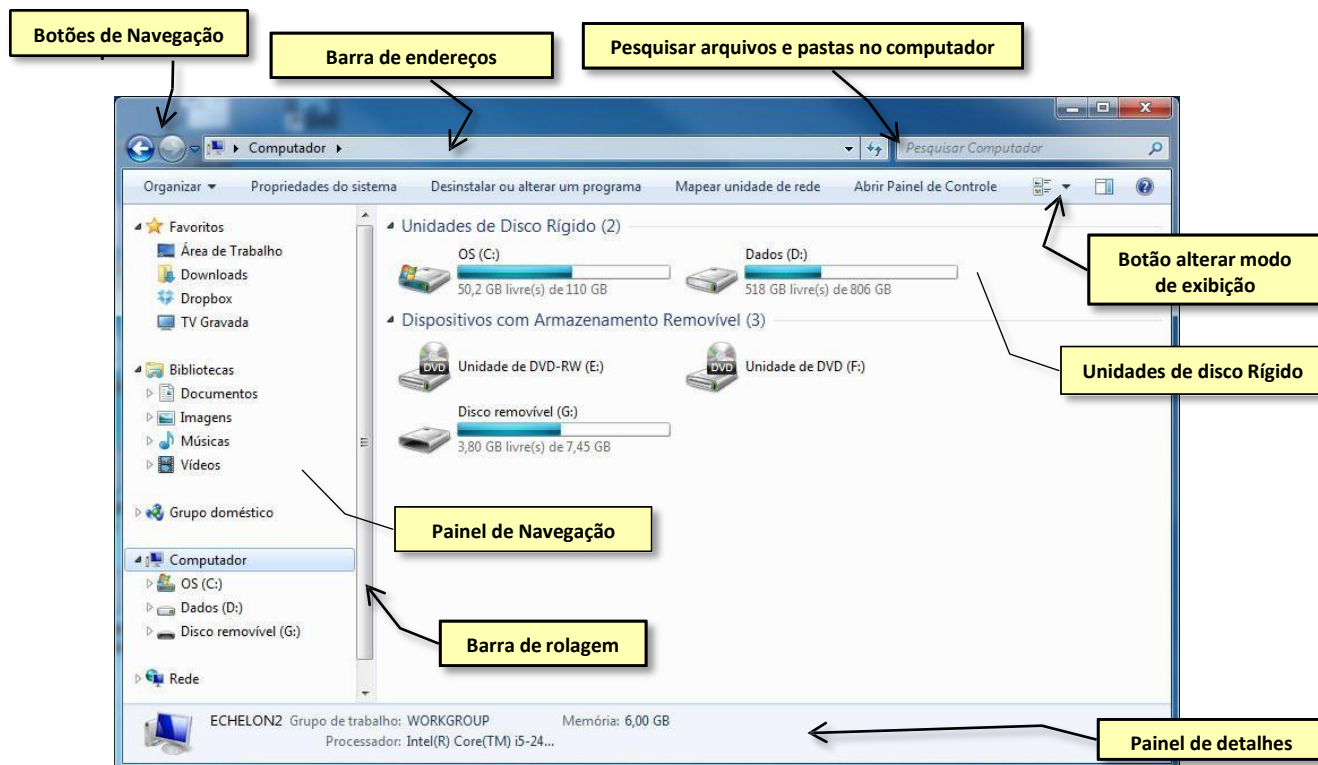 Botões de Navegação
Barra de endereços
Pesquisar arquivos e pastas no computador
Computador
Pesquisar Computador
Organizar
Propriedades do sistema
Desinstalar ou alterar um programa
Mapear unidade de rede
Abrir Painel de Controle
Botão alterar modo
de exibição
Favoritos
Área de Trabalho
Downloads
Dropbox
TV Gravada
Bibliotecas
Documentos
Imagens
Músicas
Vídeos
Grupo doméstico
Computador
OS (C:)
Dados (D:)
Disco removível (G:)
Rede
Unidades de Disco Rígido (2)
OS (C:)
50,2 GB livre(s) de 110 GB
Dados (D:)
518 GB livre(s) de 806 GB
Dispositivos com Armazenamento Removível (3)
DVD
Unidade de DVD-RW (E:)
DVD
Unidade de DVD (F:)
Disco removível (G:)
3,80 GB livre(s) de 7,45 GB
Unidades de disco Rígido
Painel de Navegação
Barra de rolagem
ECHELON2 Grupo de trabalho: WORKGROUP Memória: 6,00 GB
Processador: Intel(R) Core(TM) i5-24...
Painel de detalhes